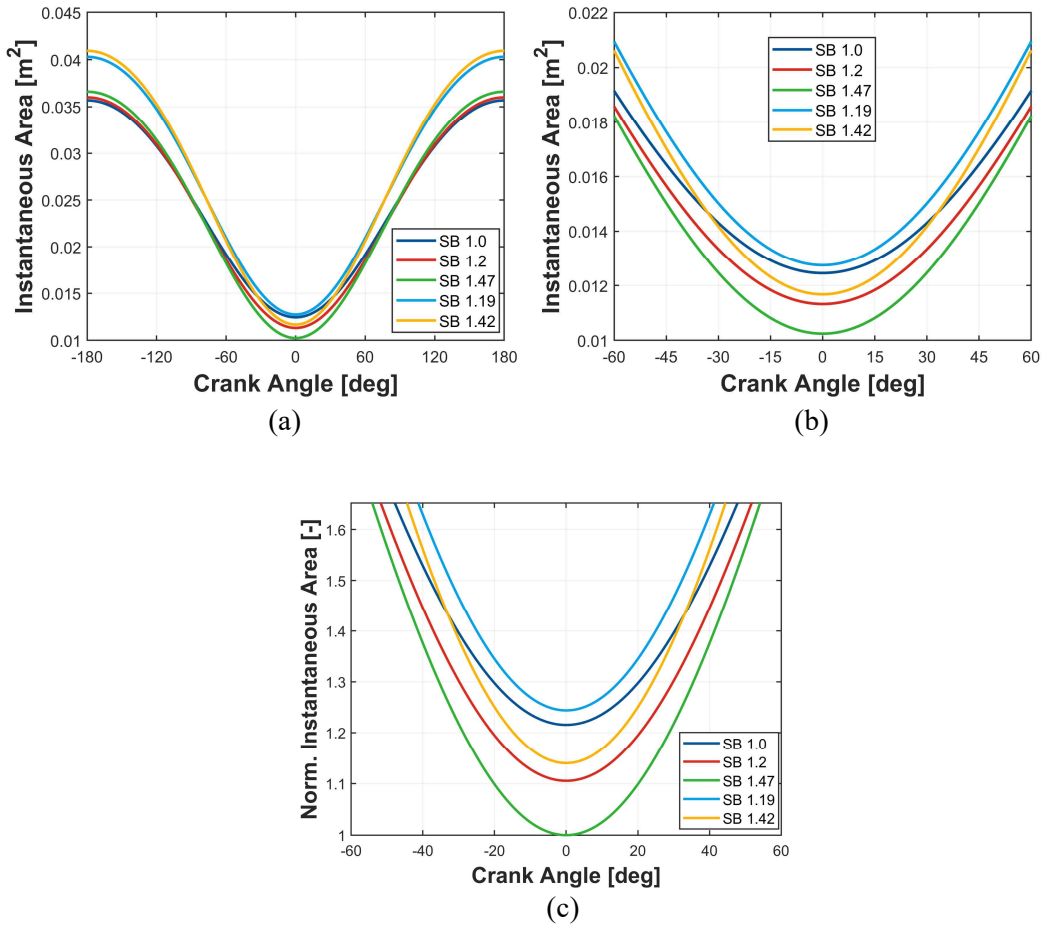 0.045
0.04
0.035
0.03
0.025
0.02
0.015
0.01
Instantaneous Area [m²]
SB 1.0
SB 1.2
SB 1.47
SB 1.19
SB 1.42
-180 -120 -60 0 60 120 180
Crank Angle [deg]
(a)
0.022
0.02
0.018
0.016
0.014
0.012
0.01
Instantaneous Area [m²]
SB 1.0
SB 1.2
SB 1.47
SB 1.19
SB 1.42
-60 -45 -30 -15 0 15 30 45 60
Crank Angle [deg]
(b)
1.6
1.5
1.4
1.3
1.2
1.1
1
Norm. Instantaneous Area [-]
SB 1.0
SB 1.2
SB 1.47
SB 1.19
SB 1.42
-60 -40 -20 0 20 40 60
Crank Angle [deg]
(c)